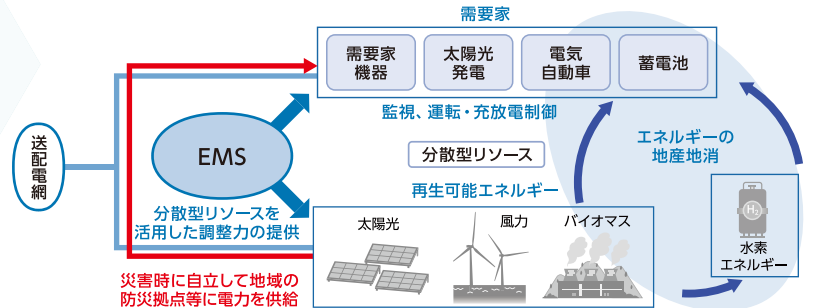 需要家
需要家
機器
太陽光
発電
電気
自動車
蓄電池
監視、運転・充放電制御
送配電網
EMS
分散型リソース
エネルギーの
地産地消
再生可能エネルギー
分散型リソースを
活用した調整力の提供
太陽光
風力
バイオマス
H2
水素
エネルギー
災害時に自立して地域の
防災拠点等に電力を供給